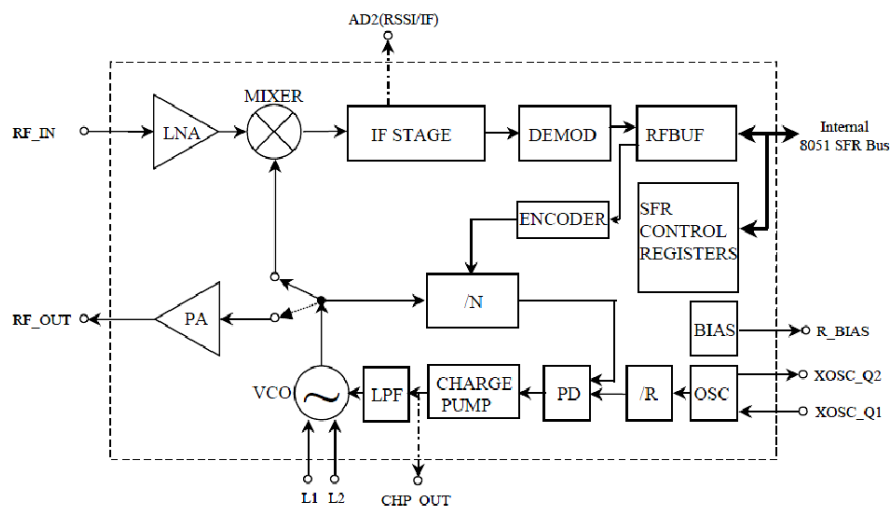 AD2(RSSI/IF)
MIXER
RF_IN
LNA
IF STAGE
DEMOD
RFBUF
Internal
8051 SFR Bus
ENCODER
SFR
CONTROL
REGISTERS
/N
RF_OUT
PA
BIAS
R_BIAS
VCO
LPF
CHARGE
PUMP
PD
/R
OSC
XOSC_Q2
XOSC_Q1
L1
L2
CHP_OUT